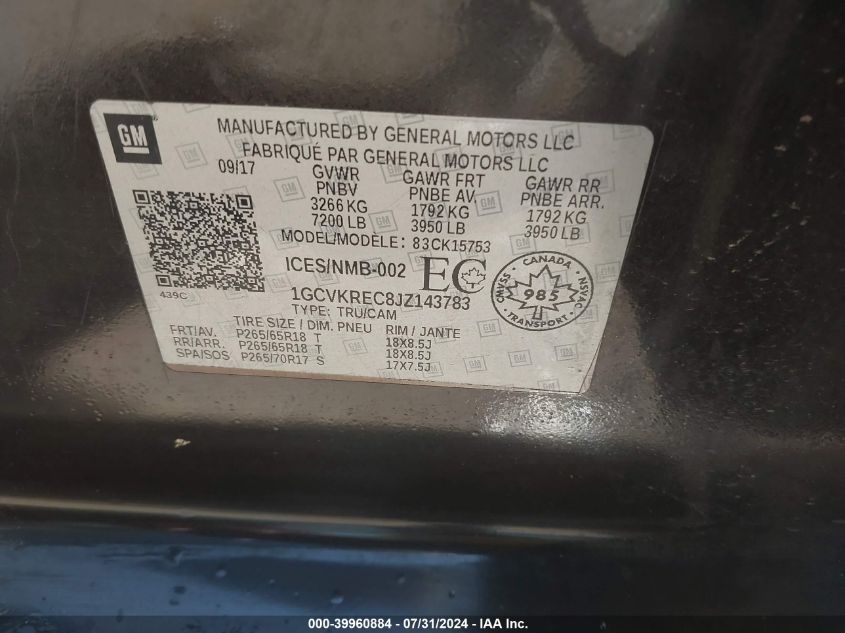 GM
MANUFACTURED BY GENERAL MOTORS LLC
FABRIQUÉ PAR GENERAL MOTORS LLC
09/17
GVWR GAWR FRT GAWR RR
PNBV PNBE AV. PNBE ARR.
3266 KG 1792 KG 1792 KG
7200 LB 3950 LB 3950 LB
MODEL/MODÈLE: 83CK15753
ICES/NMB-002 EC
CANADA
CMVSS 985 NSVAC
TRANSPORT
439C
1GCVKREC8JZ143783
TYPE: TRU/CAM
TIRE SIZE / DIM. PNEU RIM / JANTE
FRT/AV. P265/65R18 T 18X8.5J
RR/ARR. P265/65R18 T 18X8.5J
SPA/SOS P265/70R17 S 17X7.5J
000-39960884 - 07/31/2024 - IAA Inc.